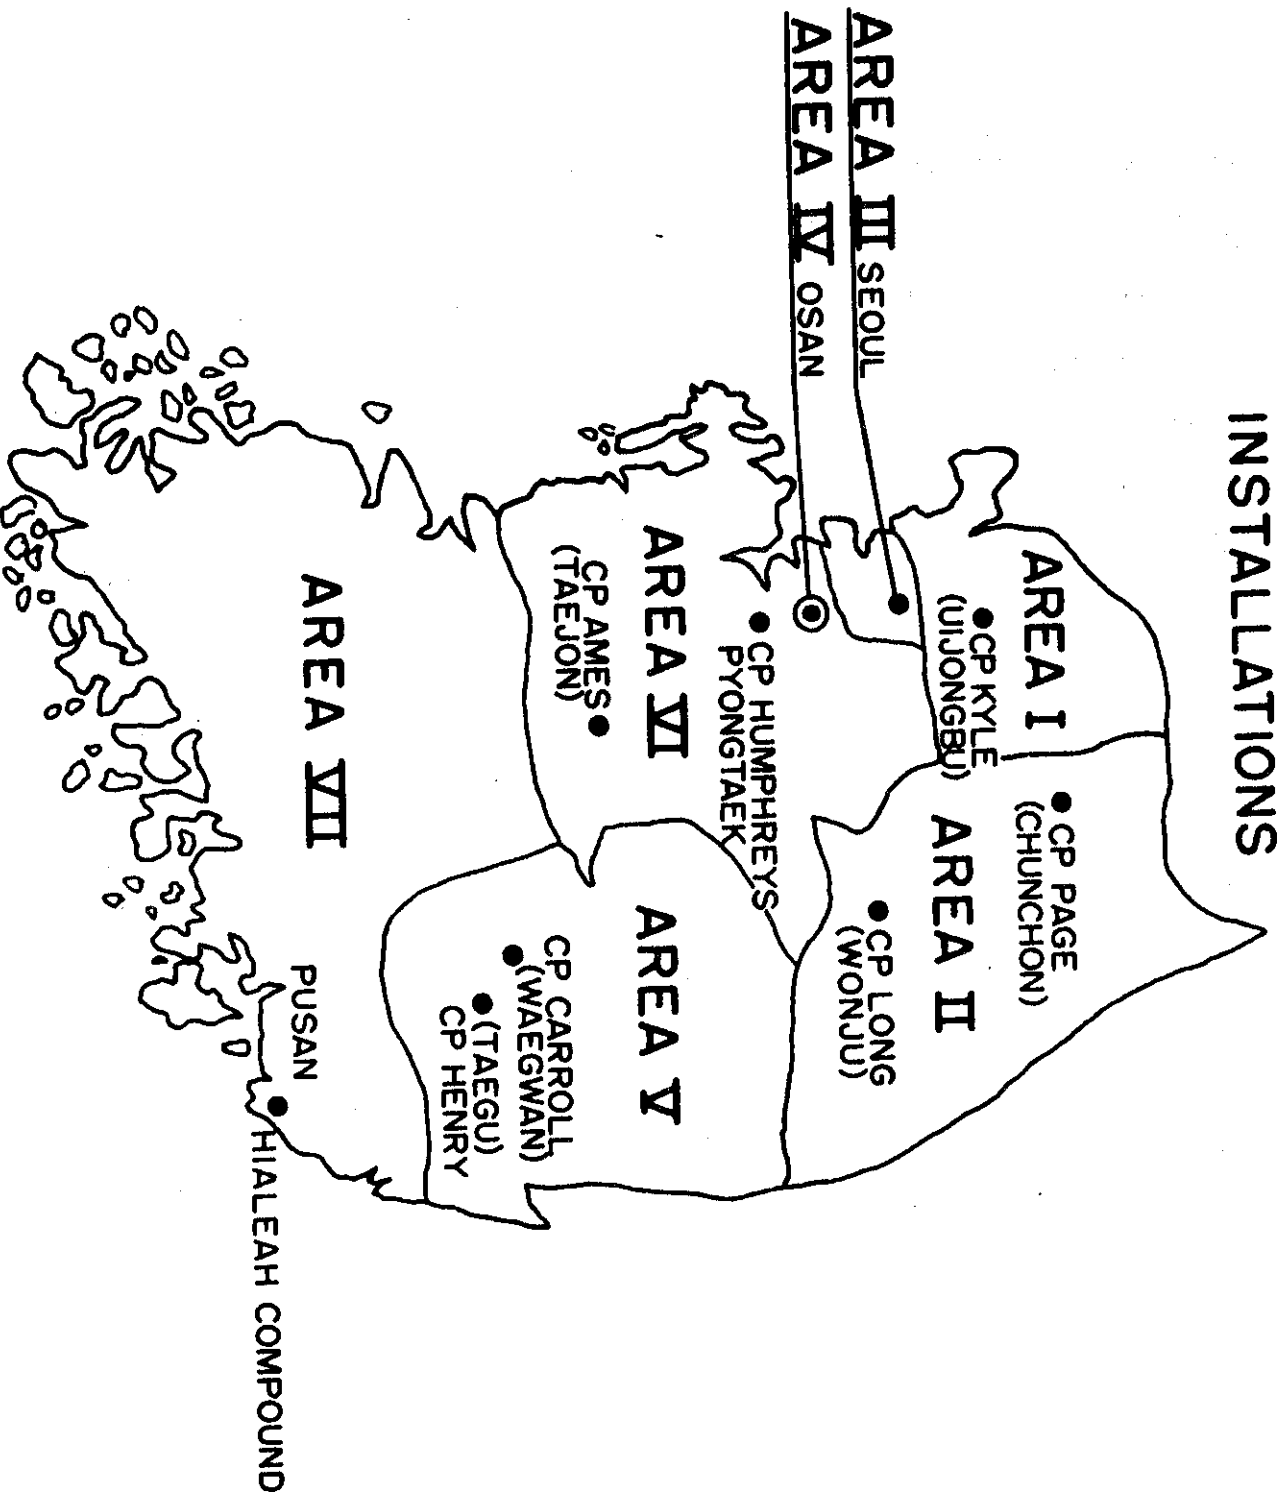 INSTALLATIONS
AREA I
CP KYLE
(UIJONGBU)
CP PAGE
(CHUNCHON)
AREA II
CP LONG
(WONJU)
AREA III SEOUL
AREA IV OSAN
CP HUMPHREYS
PYONGTAEK
AREA VI
CP AMES
(TAEJON)
AREA V
CP CARROLL
(WAEGWAN)
(TAEGU)
CP HENRY
AREA VII
PUSAN
HIALEAH COMPOUND